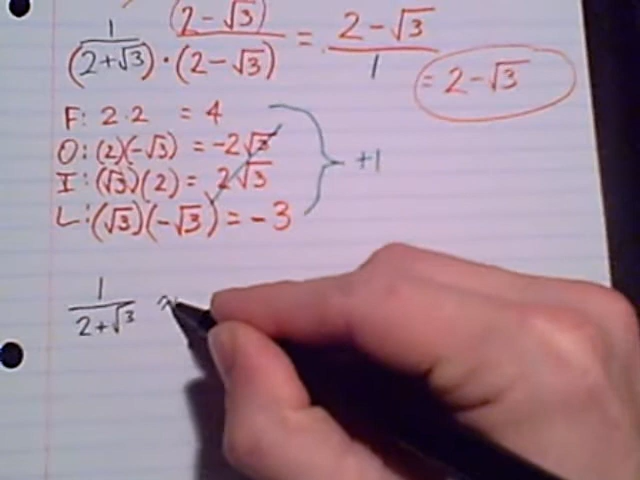 1/(2+√3) · (2-√3)/(2-√3) = (2-√3)/1 = 2-√3
F: 2·2 = 4
O: (2)(-√3) = -2√3
I: (√3)(2) = 2√3
+1
L: (√3)(-√3) = -3
1/(2+√3) ≈